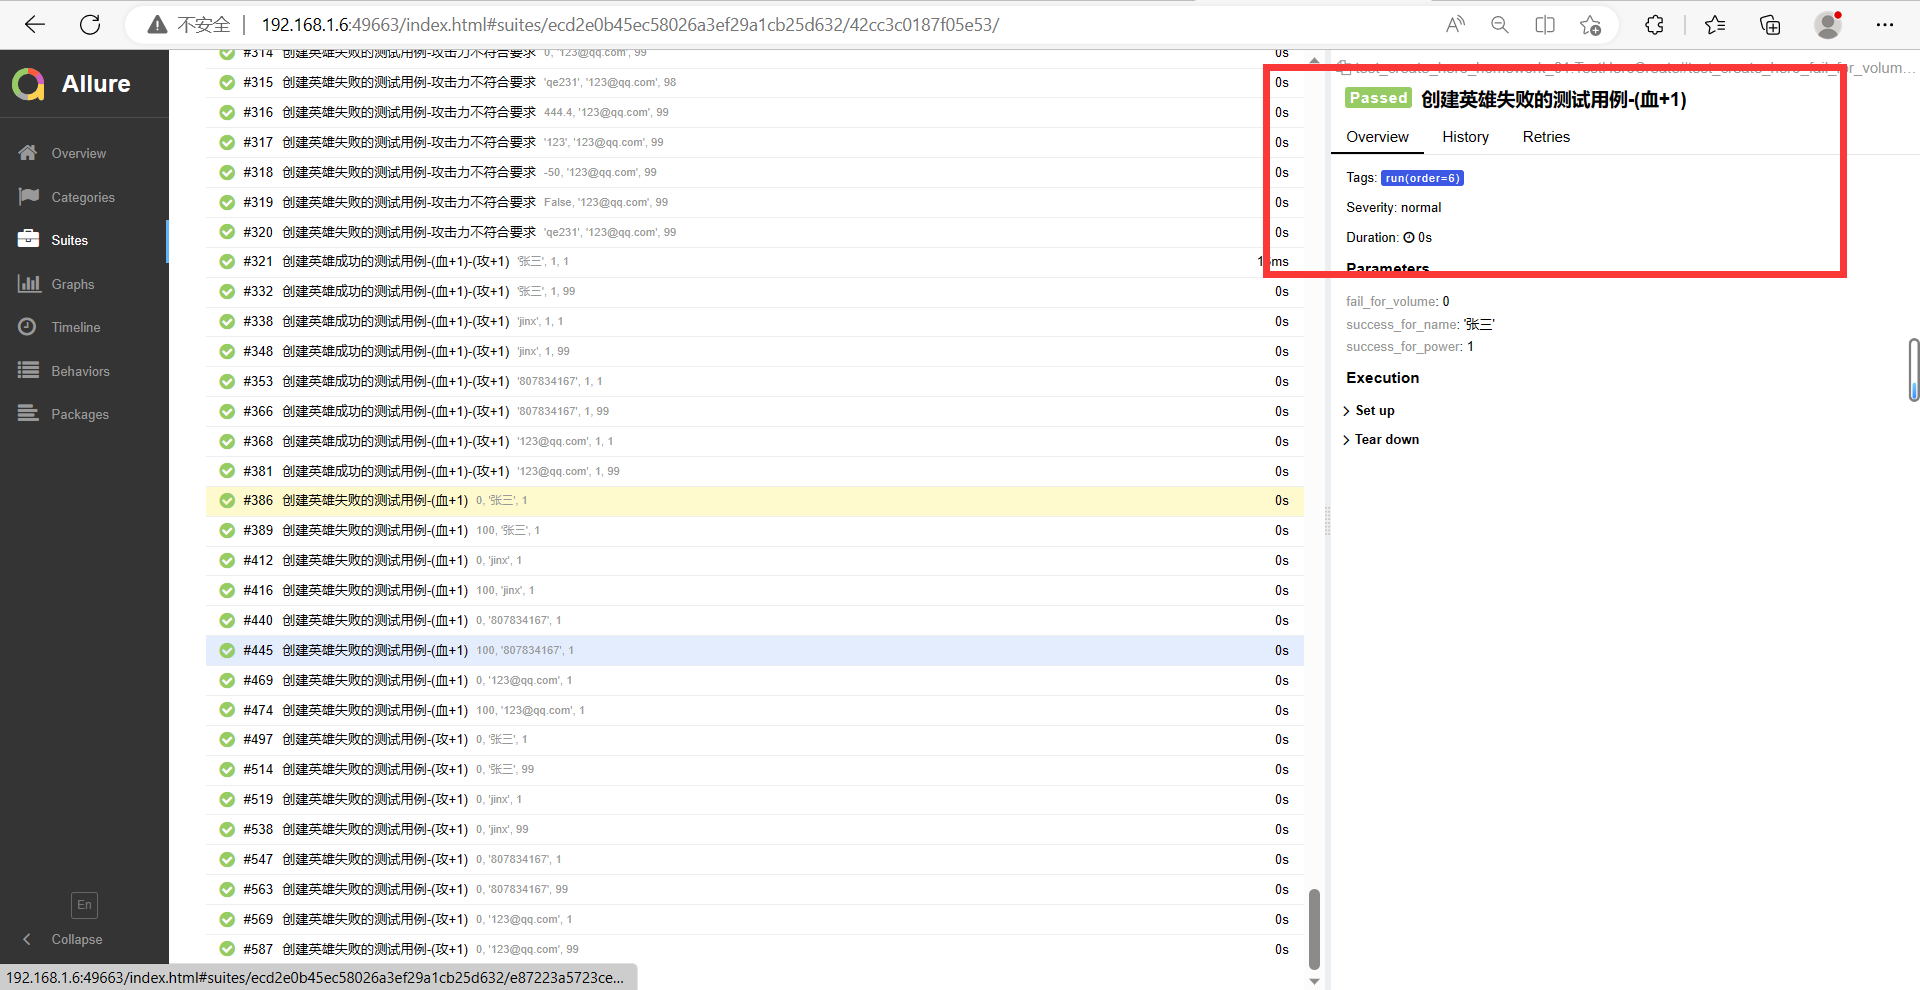 不安全 192.168.1.6:49663/index.html#suites/ecd2e0b45ec58026a3ef29a1cb25d632/42cc3c0187f05e53/
Allure
Overview
Categories
Suites
Graphs
Timeline
Behaviors
Packages
En
Collapse
#314 创建英雄失败的测试用例-攻击力不符合要求 0, '123@qq.com', 99 0s
#315 创建英雄失败的测试用例-攻击力不符合要求 'qe231', '123@qq.com', 98 0s
#316 创建英雄失败的测试用例-攻击力不符合要求 444.4, '123@qq.com', 99 0s
#317 创建英雄失败的测试用例-攻击力不符合要求 '123', '123@qq.com', 99 0s
#318 创建英雄失败的测试用例-攻击力不符合要求 -50, '123@qq.com', 99 0s
#319 创建英雄失败的测试用例-攻击力不符合要求 False, '123@qq.com', 99 0s
#320 创建英雄失败的测试用例-攻击力不符合要求 'qe231', '123@qq.com', 99 0s
#321 创建英雄成功的测试用例-(血+1)-(攻+1) '张三', 1, 1
#332 创建英雄成功的测试用例-(血+1)-(攻+1) '张三', 1, 99 0s
#338 创建英雄成功的测试用例-(血+1)-(攻+1) 'jinx', 1, 1 0s
#348 创建英雄成功的测试用例-(血+1)-(攻+1) 'jinx', 1, 99 0s
#353 创建英雄成功的测试用例-(血+1)-(攻+1) '807834167', 1, 1 0s
#366 创建英雄成功的测试用例-(血+1)-(攻+1) '807834167', 1, 99 0s
#368 创建英雄成功的测试用例-(血+1)-(攻+1) '123@qq.com', 1, 1 0s
#381 创建英雄成功的测试用例-(血+1)-(攻+1) '123@qq.com', 1, 99 0s
#386 创建英雄失败的测试用例-(血+1) 0, '张三', 1 0s
#389 创建英雄失败的测试用例-(血+1) 100, '张三', 1 0s
#412 创建英雄失败的测试用例-(血+1) 0, 'jinx', 1 0s
#416 创建英雄失败的测试用例-(血+1) 100, 'jinx', 1 0s
#440 创建英雄失败的测试用例-(血+1) 0, '807834167', 1 0s
#445 创建英雄失败的测试用例-(血+1) 100, '807834167', 1 0s
#469 创建英雄失败的测试用例-(血+1) 0, '123@qq.com', 1 0s
#474 创建英雄失败的测试用例-(血+1) 100, '123@qq.com', 1 0s
#497 创建英雄失败的测试用例-(攻+1) 0, '张三', 1 0s
#514 创建英雄失败的测试用例-(攻+1) 0, '张三', 99 0s
#519 创建英雄失败的测试用例-(攻+1) 0, 'jinx', 1 0s
#538 创建英雄失败的测试用例-(攻+1) 0, 'jinx', 99 0s
#547 创建英雄失败的测试用例-(攻+1) 0, '807834167', 1 0s
#563 创建英雄失败的测试用例-(攻+1) 0, '807834167', 99 0s
#569 创建英雄失败的测试用例-(攻+1) 0, '123@qq.com', 1 0s
#587 创建英雄失败的测试用例-(攻+1) 0, '123@qq.com', 99 0s
Passed 创建英雄失败的测试用例-(血+1)
Overview History Retries
Tags: run(order=6)
Severity: normal
Duration: 0s
Parameters
fail_for_volume: 0
success_for_name: '张三'
success_for_power: 1
Execution
Set up
Tear down
192.168.1.6:49663/index.html#suites/ecd2e0b45ec58026a3ef29a1cb25d632/e87223a5723ce...